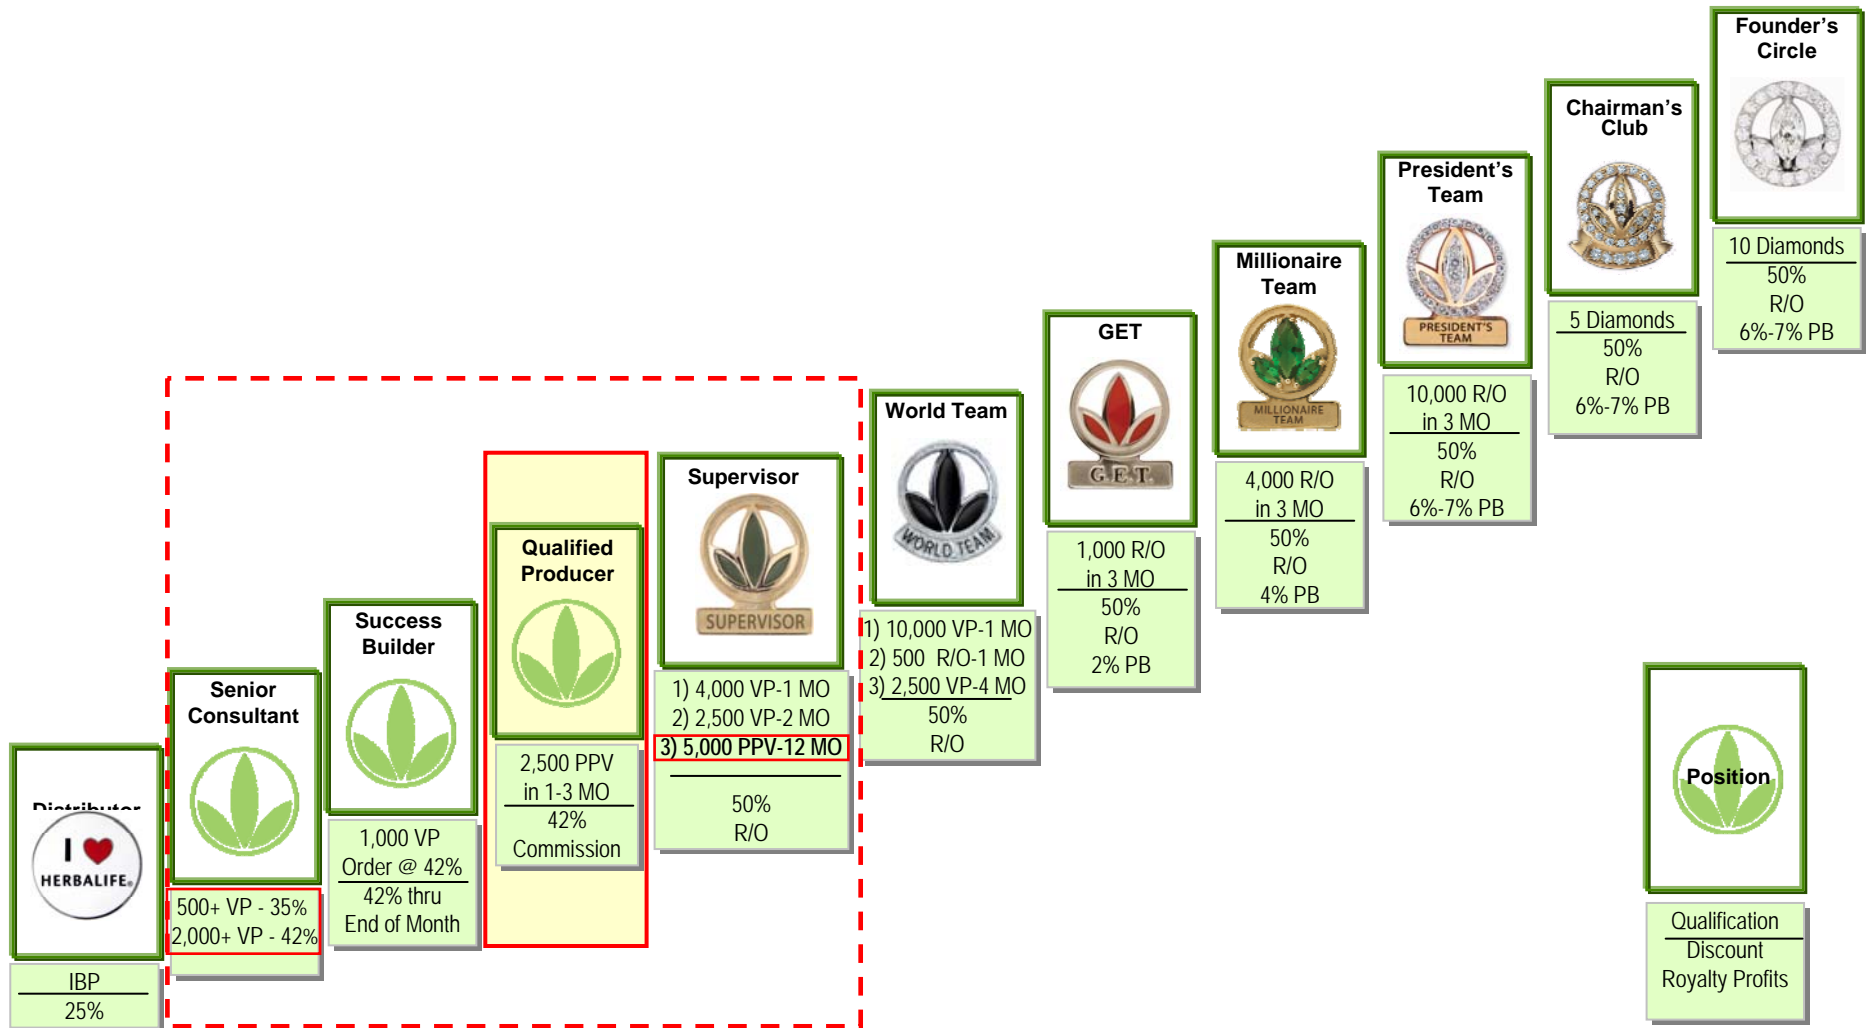 Founder's
Circle
10 Diamonds
50%
R/O
6%-7% PB
Chairman's
Club
5 Diamonds
50%
R/O
6%-7% PB
President's
Team
PRESIDENT'S
TEAM
10,000 R/O
in 3 MO
50%
R/O
6%-7% PB
Millionaire
Team
MILLIONAIRE
TEAM
4,000 R/O
in 3 MO
50%
R/O
4% PB
GET
G.E.T.
1,000 R/O
in 3 MO
50%
R/O
2% PB
World Team
WORLD TEAM
1) 10,000 VP-1 MO
2) 500 R/O-1 MO
3) 2,500 VP-4 MO
50%
R/O
Supervisor
SUPERVISOR
1) 4,000 VP-1 MO
2) 2,500 VP-2 MO
3) 5,000 PPV-12 MO
50%
R/O
Qualified
Producer
2,500 PPV
in 1-3 MO
42%
Commission
Success
Builder
1,000 VP
Order @ 42%
42% thru
End of Month
Senior
Consultant
500+ VP - 35%
2,000+ VP - 42%
Distributor
I
HERBALIFE®
IBP
25%
Position
Qualification
Discount
Royalty Profits